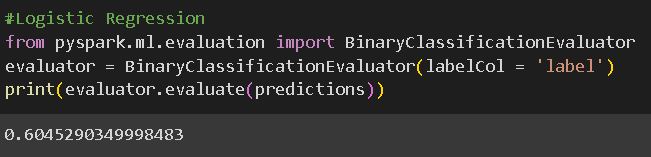 #Logistic Regression
from pyspark.ml.evaluation import BinaryClassificationEvaluator
evaluator = BinaryClassificationEvaluator(labelCol = 'label')
print(evaluator.evaluate(predictions))
0.6045290349998483